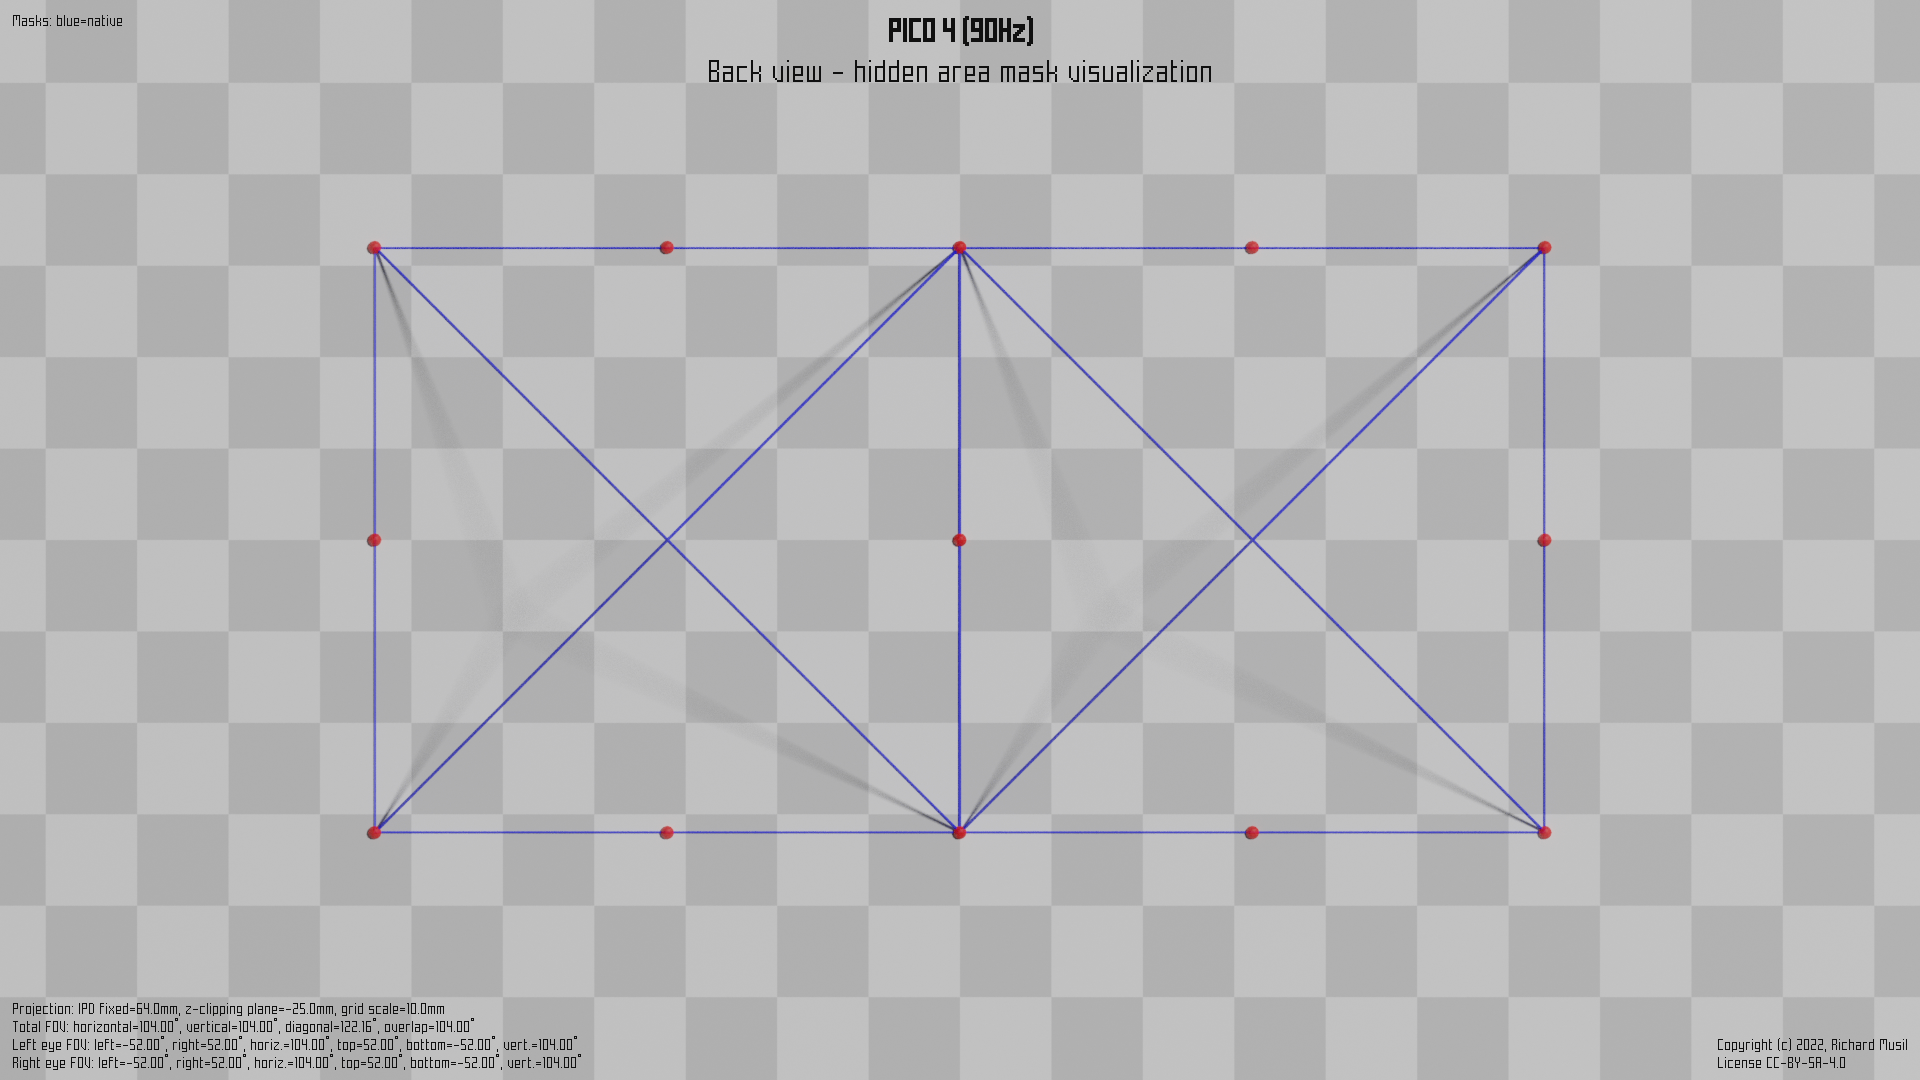 Masks: blue=native
PICO 4 (90Hz)
Back view - hidden area mask visualization
Projection: IPD fixed=64.0mm, z-clipping plane=-25.0mm, grid scale=10.0mm
Total FOV: horizontal=104.00°, vertical=104.00°, diagonal=122.16°, overlap=104.00°
Left eye FOV: left=-52.00°, right=52.00°, horiz.=104.00°, top=52.00°, bottom=-52.00°, vert.=104.00°
Right eye FOV: left=-52.00°, right=52.00°, horiz.=104.00°, top=52.00°, bottom=-52.00°, vert.=104.00°
Copyright (c) 2022, Richard Musil
License CC-BY-SA-4.0